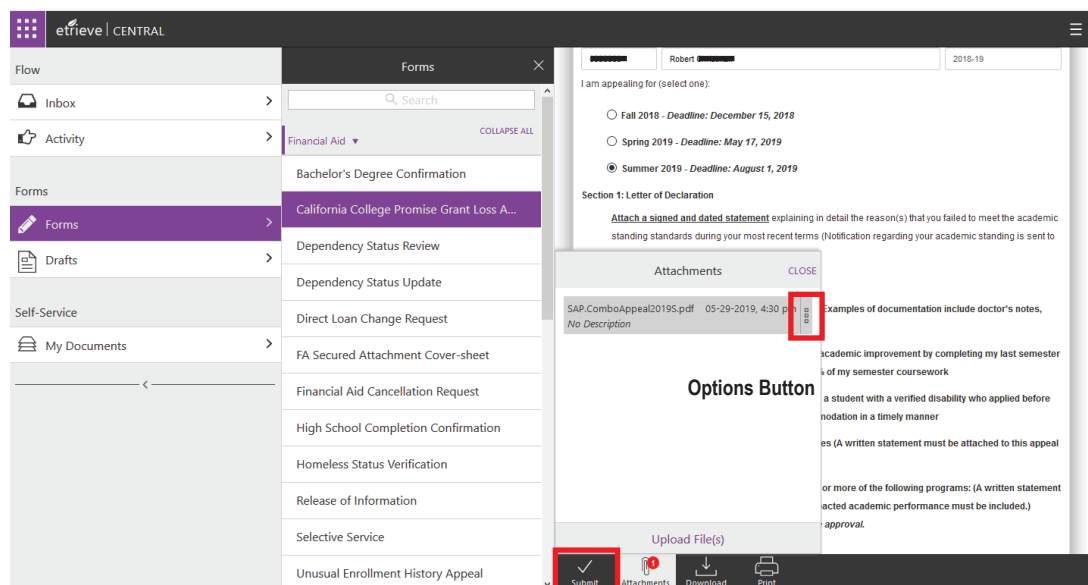 etrieve | CENTRAL
Flow
Inbox
Activity
Forms
Forms
Drafts
Self-Service
My Documents
Forms
Search
COLLAPSE ALL
Financial Aid
Bachelor's Degree Confirmation
California College Promise Grant Loss A...
Dependency Status Review
Dependency Status Update
Direct Loan Change Request
FA Secured Attachment Cover-sheet
Financial Aid Cancellation Request
High School Completion Confirmation
Homeless Status Verification
Release of Information
Selective Service
Unusual Enrollment History Appeal
Robert
2018-19
I am appealing for (select one):
Fall 2018 - Deadline: December 15, 2018
Spring 2019 - Deadline: May 17, 2019
Summer 2019 - Deadline: August 1, 2019
Section 1: Letter of Declaration
Attach a signed and dated statement explaining in detail the reason(s) that you failed to meet the academic
standing standards during your most recent terms (Notification regarding your academic standing is sent to
Attachments CLOSE
SAP.ComboAppeal2019S.pdf 05-29-2019, 4:30 pm
No Description
Options Button
Upload File(s)
Examples of documentation include doctor's notes,
academic improvement by completing my last semester
of my semester coursework
a student with a verified disability who applied before
modation in a timely manner
es (A written statement must be attached to this appeal
or more of the following programs: (A written statement
acted academic performance must be included.)
approval.
Submit
Attachments
1
Download
Print